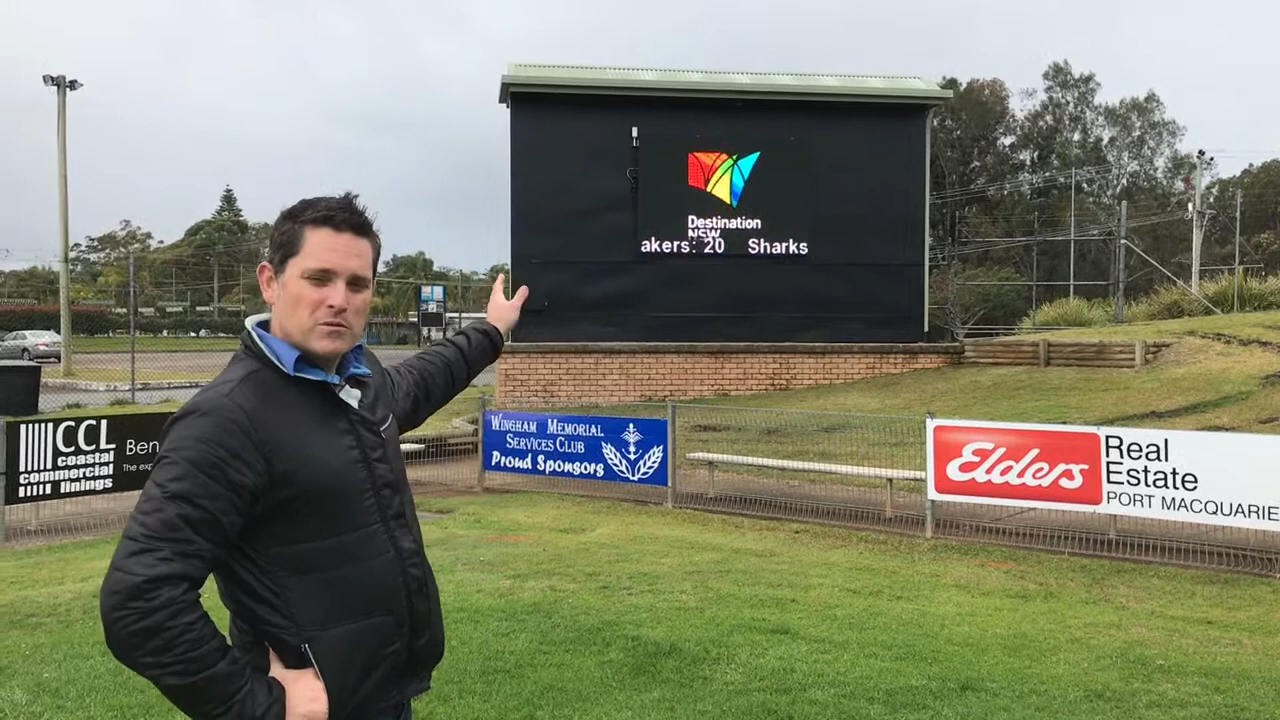 Destination
NSW
akers: 20 Sharks
CCL
coastal
commercial
linings
Ben
The exp
WINGHAM MEMORIAL
SERVICES CLUB
Proud Sponsors
Elders
Real
Estate
PORT MACQUARIE